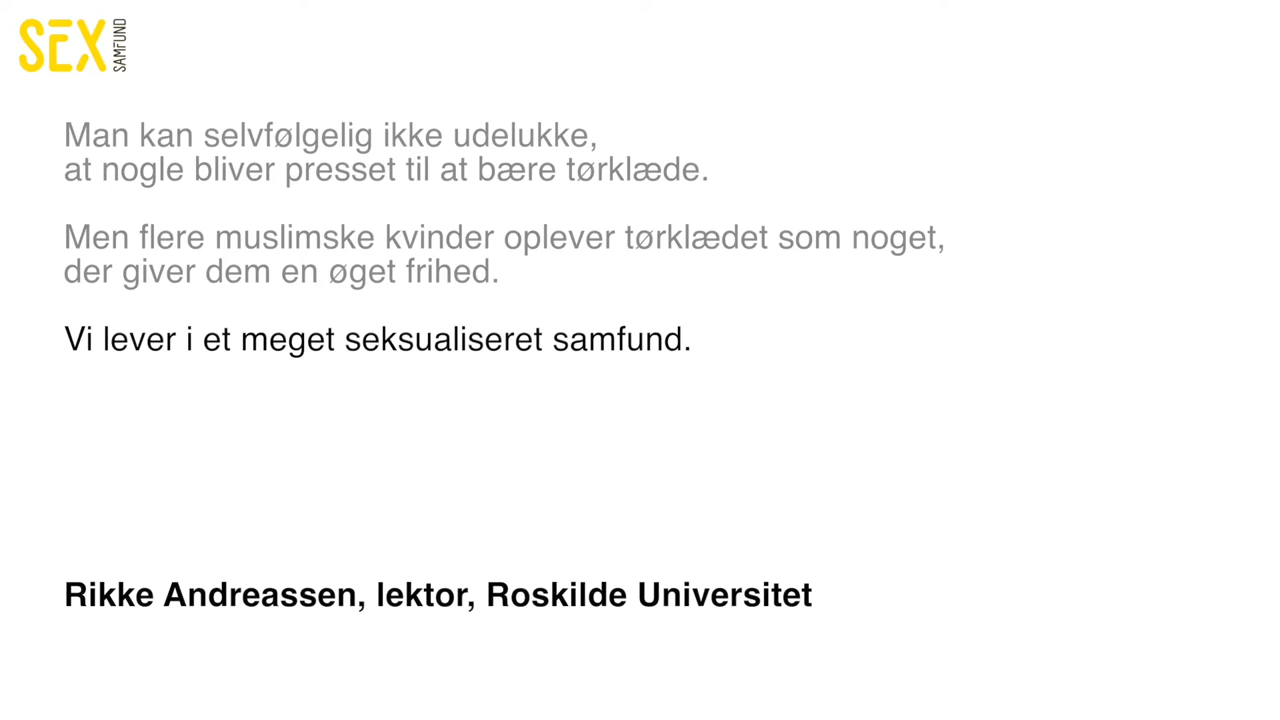 SEX
SAMFUND
Man kan selvfølgelig ikke udelukke,
at nogle bliver presset til at bære tørklæde.
Men flere muslimske kvinder oplever tørklædet som noget,
der giver dem en øget frihed.
Vi lever i et meget seksualiseret samfund.
Rikke Andreassen, lektor, Roskilde Universitet